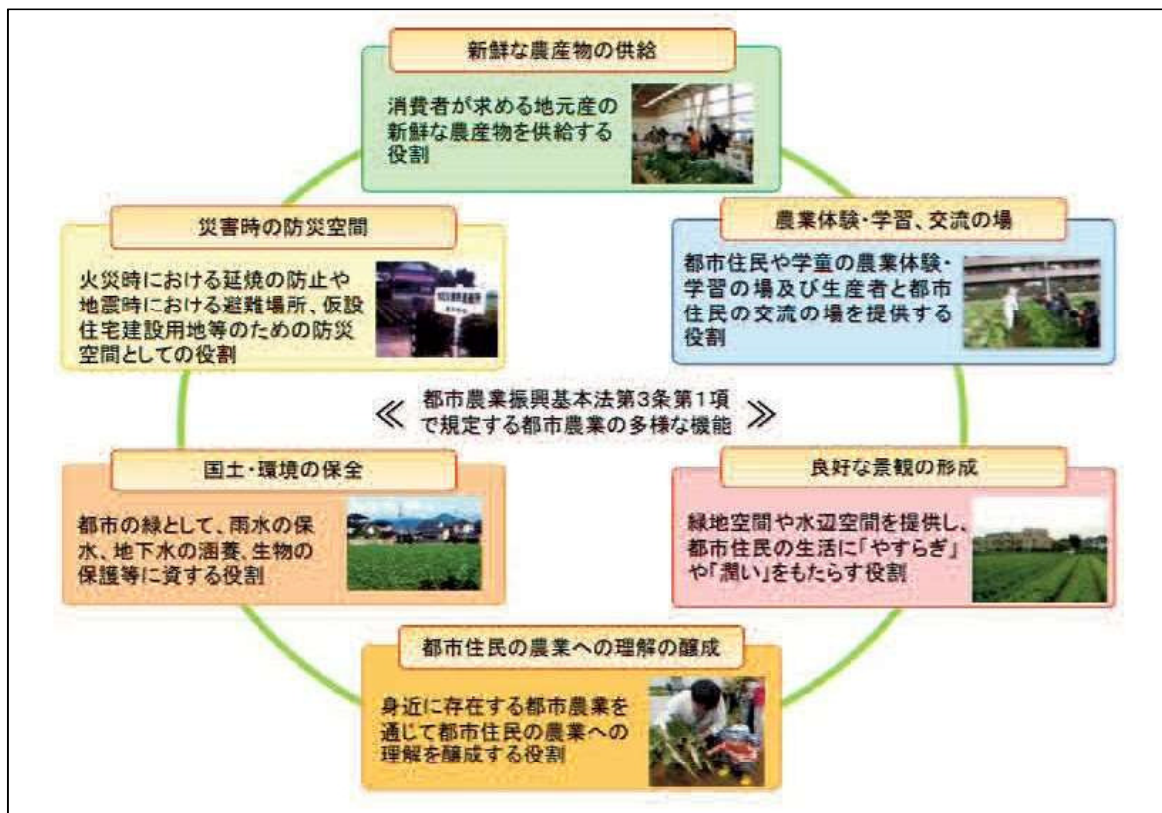 新鮮な農産物の供給
消費者が求める地元産の
新鮮な農産物を供給する
役割
農業体験・学習、交流の場
都市住民や学童の農業体験・
学習の場及び生産者と都市
住民の交流の場を提供する
役割
良好な景観の形成
緑地空間や水辺空間を提供し、
都市住民の生活に「やすらぎ」
や「潤い」をもたらす役割
都市住民の農業への理解の醸成
身近に存在する都市農業を
通じて都市住民の農業への
理解を醸成する役割
国土・環境の保全
都市の緑として、雨水の保
水、地下水の涵養、生物の
保護等に資する役割
災害時の防災空間
火災時における延焼の防止や
地震時における避難場所、仮設
住宅建設用地等のための防災
空間としての役割
≪ 都市農業振興基本法第3条第1項 ≫
で規定する都市農業の多様な機能